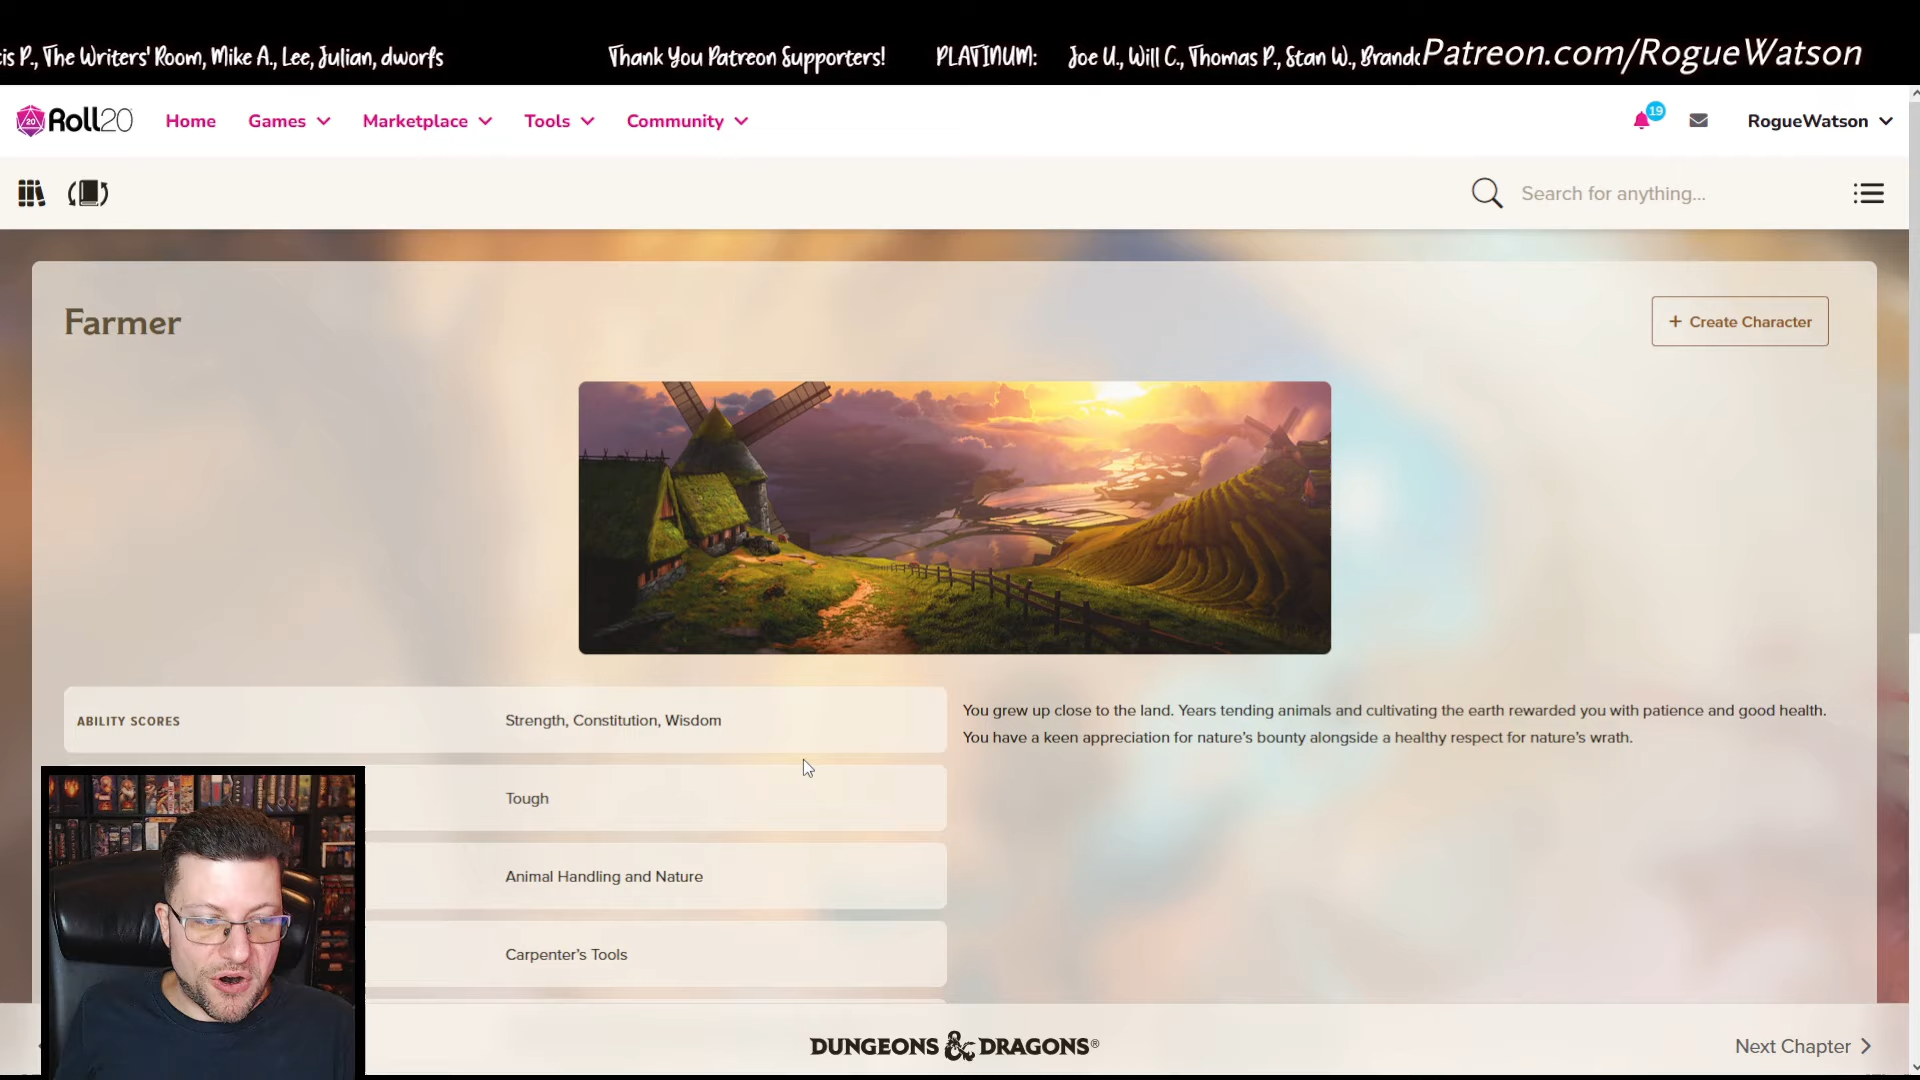 is P., The Writers' Room, Mike A., Lee, Julian, dworfs
Thank You Patreon Supporters!
PLATINUM:
Joe U., Will C., Thomas P., Stan W., Brando
Patreon.com/RogueWatson
20
Roll20
Home
Games
Marketplace
Tools
Community
19
RogueWatson
Search for anything...
Farmer
+ Create Character
ABILITY SCORES
Strength, Constitution, Wisdom
You grew up close to the land. Years tending animals and cultivating the earth rewarded you with patience and good health.
You have a keen appreciation for nature's bounty alongside a healthy respect for nature's wrath.
Tough
Animal Handling and Nature
Carpenter's Tools
DUNGEONS & DRAGONS®
Next Chapter